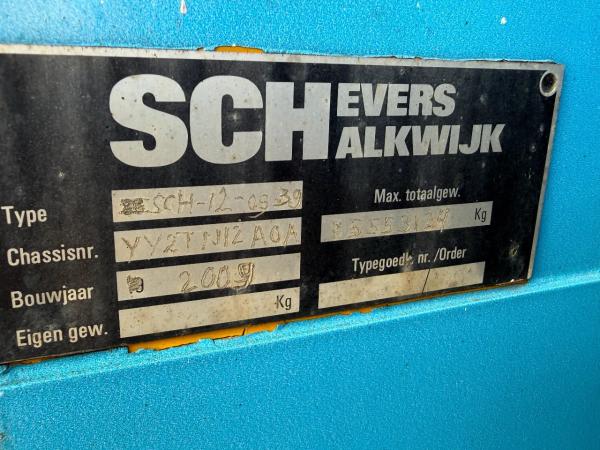 SCHEVERS
SCHALKWIJK
Type SCH-12-09 39
Max. totaalgew.
Kg
Chassisnr. YY2TN12A0A
Typegoedk. nr. /Order
Bouwjaar 2009
Eigen gew. Kg